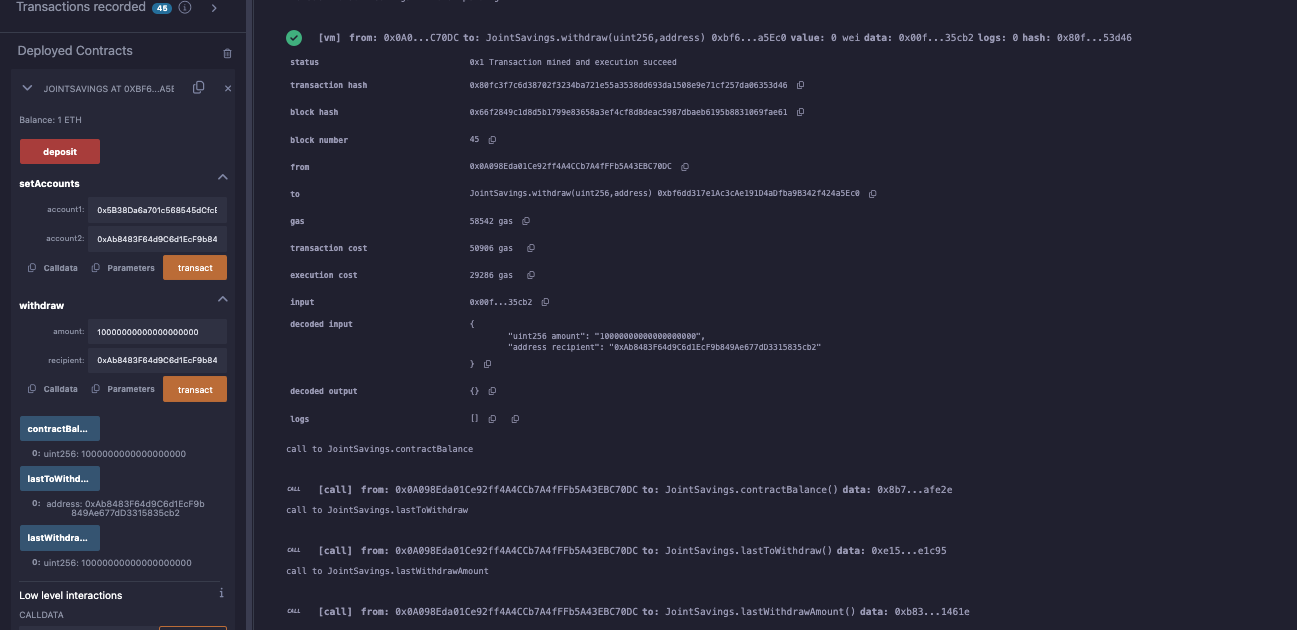 Transactions recorded 45 i
Deployed Contracts
JOINTSAVINGS AT 0XBF6...A5E
Balance: 1 ETH
deposit
setAccounts
account1: 0x5B38Da6a701c568545dCfcE
account2: 0xAb8483F64d9C6d1EcF9b84
Calldata Parameters transact
withdraw
amount: 10000000000000000000
recipient: 0xAb8483F64d9C6d1EcF9b84
Calldata Parameters transact
contractBal...
0: uint256: 1000000000000000000
lastToWithd...
0: address: 0xAb8483F64d9C6d1EcF9b
849Ae677dD3315835cb2
lastWithdra...
0: uint256: 10000000000000000000
Low level interactions i
CALLDATA
[vm] from: 0x0A0...C70DC to: JointSavings.withdraw(uint256,address) 0xbf6...a5Ec0 value: 0 wei data: 0x00f...35cb2 logs: 0 hash: 0x80f...53d46
status 0x1 Transaction mined and execution succeed
transaction hash 0x80fc3f7c6d38702f3234ba721e55a3538dd693da1508e9e71cf257da06353d46
block hash 0x66f2849c1d8d5b1799e83658a3ef4cf8d8deac5987dbaeb6195b8831069fae61
block number 45
from 0x0A098Eda01Ce92ff4A4CCb7A4fFFb5A43EBC70DC
to JointSavings.withdraw(uint256,address) 0xbf6dd317e1Ac3cAe191D4aDfba9B342f424a5Ec0
gas 58542 gas
transaction cost 50906 gas
execution cost 29286 gas
input 0x00f...35cb2
decoded input {
"uint256 amount": "10000000000000000000",
"address recipient": "0xAb8483F64d9C6d1EcF9b849Ae677dD3315835cb2"
}
decoded output {}
logs []
call to JointSavings.contractBalance
CALL [call] from: 0x0A098Eda01Ce92ff4A4CCb7A4fFFb5A43EBC70DC to: JointSavings.contractBalance() data: 0x8b7...afe2e
call to JointSavings.lastToWithdraw
CALL [call] from: 0x0A098Eda01Ce92ff4A4CCb7A4fFFb5A43EBC70DC to: JointSavings.lastToWithdraw() data: 0xe15...e1c95
call to JointSavings.lastWithdrawAmount
CALL [call] from: 0x0A098Eda01Ce92ff4A4CCb7A4fFFb5A43EBC70DC to: JointSavings.lastWithdrawAmount() data: 0xb83...1461e